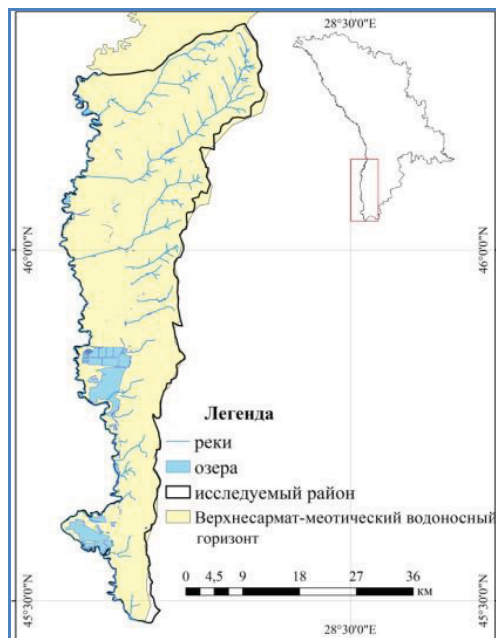 28°30'0"E
46°0'0"N
46°0'0"N
Легенда
реки
озера
исследуемый район
Верхнесармат-меотический водоносный
горизонт
0 4,5 9 18 27 36
км
45°30'0"N
45°30'0"N
28°30'0"E